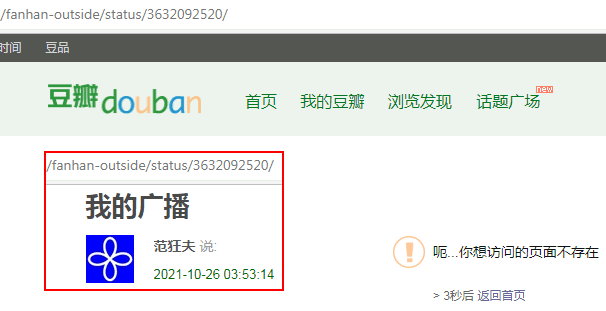 /fanhan-outside/status/3632092520/
时间 豆品
豆瓣douban 首页 我的豆瓣 浏览发现 话题广场 new
/fanhan-outside/status/3632092520/
我的广播
范狂夫 说:
2021-10-26 03:53:14
呃...你想访问的页面不存在
> 3秒后 返回首页